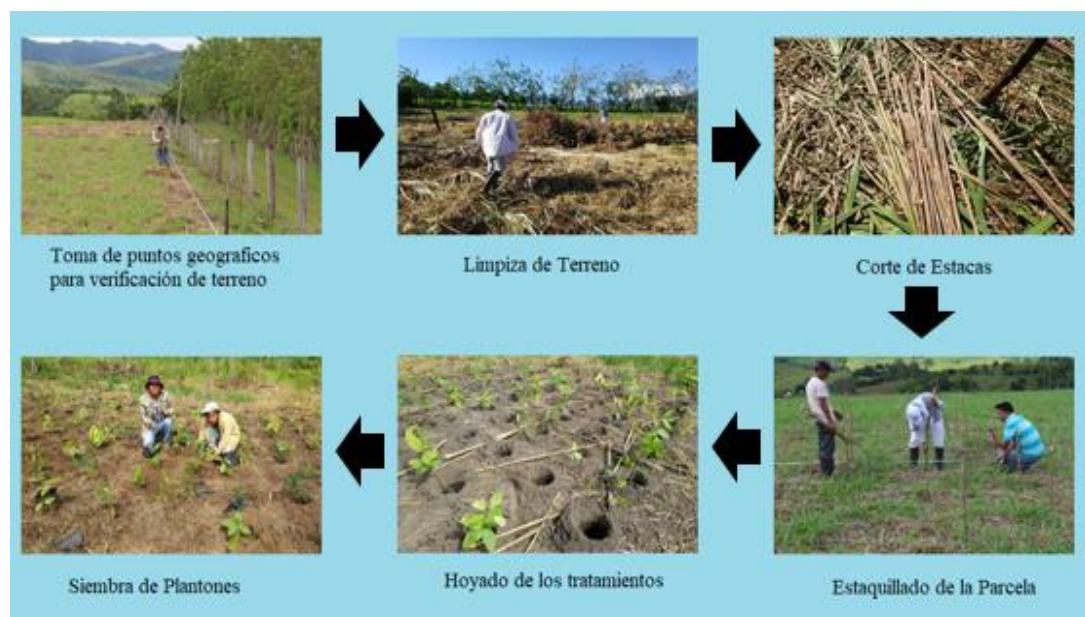 Toma de puntos geograficos
para verificación de terreno
Limpiza de Terreno
Corte de Estacas
Estaquillado de la Parcela
Hoyado de los tratamientos
Siembra de Plantones